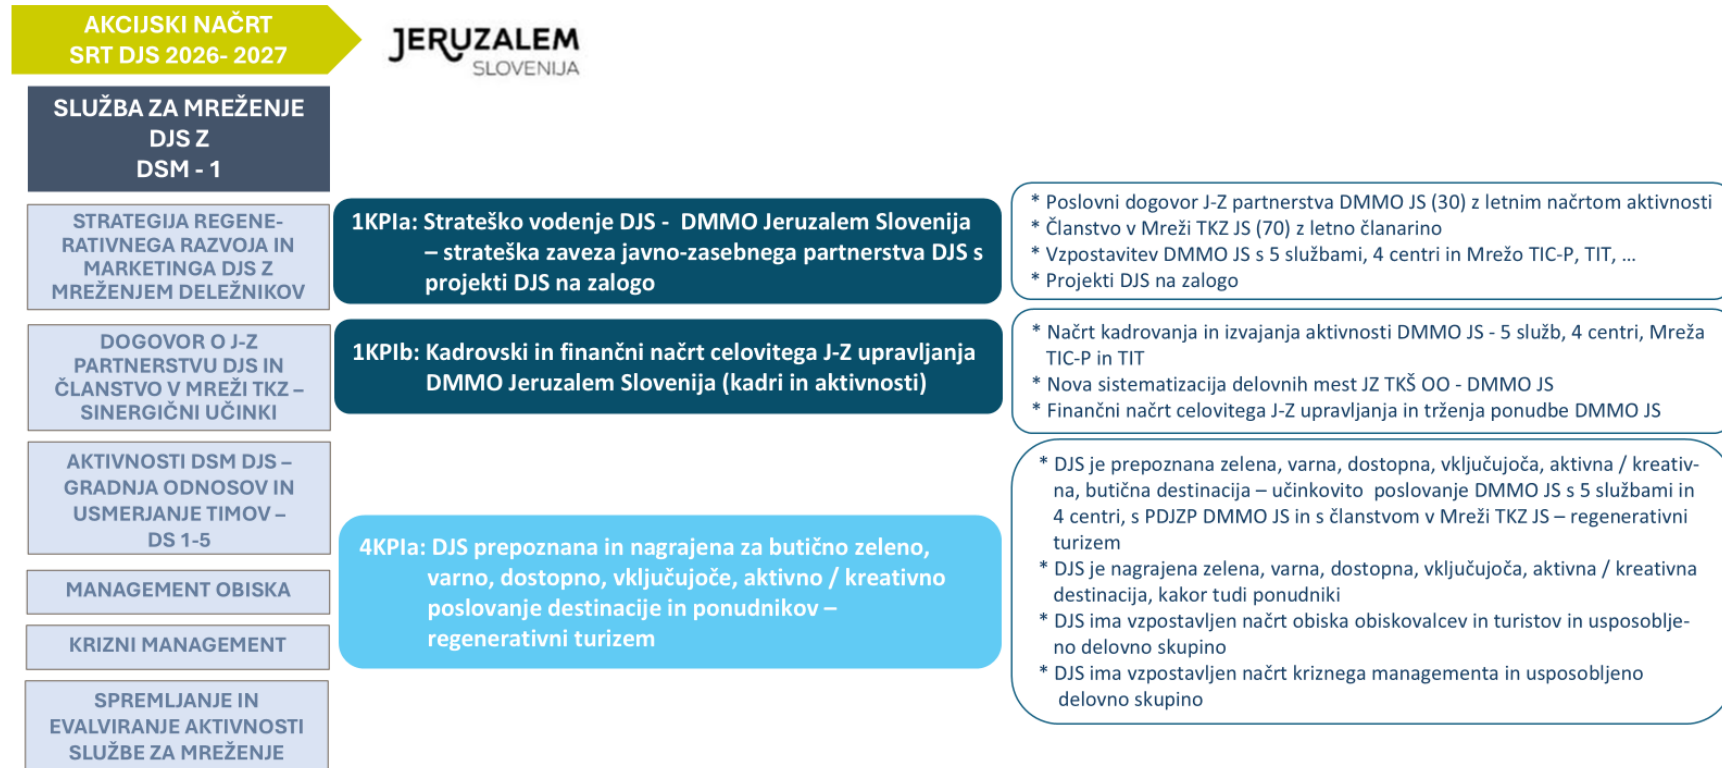 AKCIJSKI NAČRT
SRT DJS 2026- 2027
JERUZALEM
SLOVENIJA
SLUŽBA ZA MREŽENJE
DJS Z
DSM - 1
STRATEGIJA REGENE-
RATIVNEGA RAZVOJA IN
MARKETINGA DJS Z
MREŽENJEM DELEŽNIKOV
1KPIa: Strateško vodenje DJS - DMMO Jeruzalem Slovenija
– strateška zaveza javno-zasebnega partnerstva DJS s
projekti DJS na zalogo
* Poslovni dogovor J-Z partnerstva DMMO JS (30) z letnim načrtom aktivnosti
* Članstvo v Mreži TKZ JS (70) z letno članarino
* Vzpostavitev DMMO JS s 5 službami, 4 centri in Mrežo TIC-P, TIT, ...
* Projekti DJS na zalogo
DOGOVOR O J-Z
PARTNERSTVU DJS IN
ČLANSTVO V MREŽI TKZ –
SINERGIČNI UČINKI
1KPIb: Kadrovski in finančni načrt celovitega J-Z upravljanja
DMMO Jeruzalem Slovenija (kadri in aktivnosti)
* Načrt kadrovanja in izvajanja aktivnosti DMMO JS - 5 služb, 4 centri, Mreža
TIC-P in TIT
* Nova sistematizacija delovnih mest JZ TKŠ OO - DMMO JS
* Finančni načrt celovitega J-Z upravljanja in trženja ponudbe DMMO JS
AKTIVNOSTI DSM DJS –
GRADNJA ODNOSOV IN
USMERJANJE TIMOV –
DS 1-5
MANAGEMENT OBISKA
KRIZNI MANAGEMENT
SPREMLJANJE IN
EVALVIRANJE AKTIVNOSTI
SLUŽBE ZA MREŽENJE
4KPIa: DJS prepoznana in nagrajena za butično zeleno,
varno, dostopno, vključujoče, aktivno / kreativno
poslovanje destinacije in ponudnikov –
regenerativni turizem
* DJS je prepoznana zelena, varna, dostopna, vključujoča, aktivna / kreativ-
na, butična destinacija – učinkovito poslovanje DMMO JS s 5 službami in
4 centri, s PDJZP DMMO JS in s članstvom v Mreži TKZ JS – regenerativni
turizem
* DJS je nagrajena zelena, varna, dostopna, vključujoča, aktivna / kreativna
destinacija, kakor tudi ponudniki
* DJS ima vzpostavljen načrt obiska obiskovalcev in turistov in usposoblje-
no delovno skupino
* DJS ima vzpostavljen načrt kriznega managementa in usposobljeno
delovno skupino